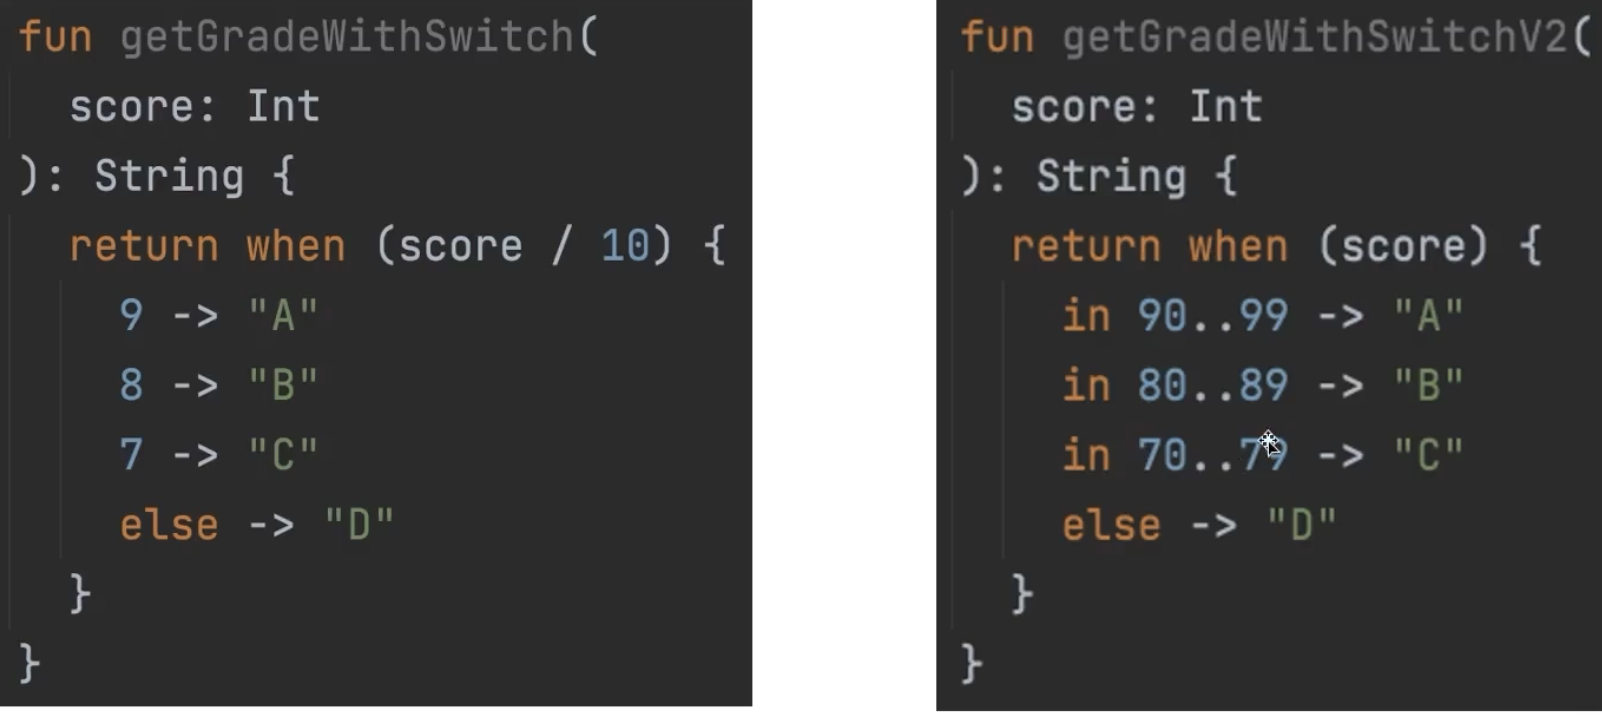 fun getGradeWithSwitch(
  score: Int
): String {
  return when (score / 10) {
    9 -> "A"
    8 -> "B"
    7 -> "C"
    else -> "D"
  }
}
fun getGradeWithSwitchV2(
  score: Int
): String {
  return when (score) {
    in 90..99 -> "A"
    in 80..89 -> "B"
    in 70..79 -> "C"
    else -> "D"
  }
}